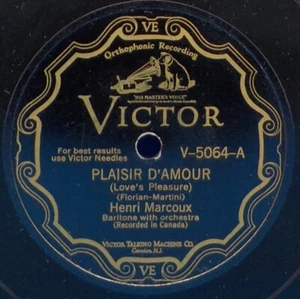 VE
Orthophonic Recording
"HIS MASTER'S VOICE"
VICTOR
For best results
use Victor Needles
V-5064-A
PLAISIR D'AMOUR
(Love's Pleasure)
(Florian-Martini)
Henri Marcoux
Baritone with orchestra
(Recorded in Canada)
VICTOR TALKING MACHINE CO.
Camden, N.J.
VE